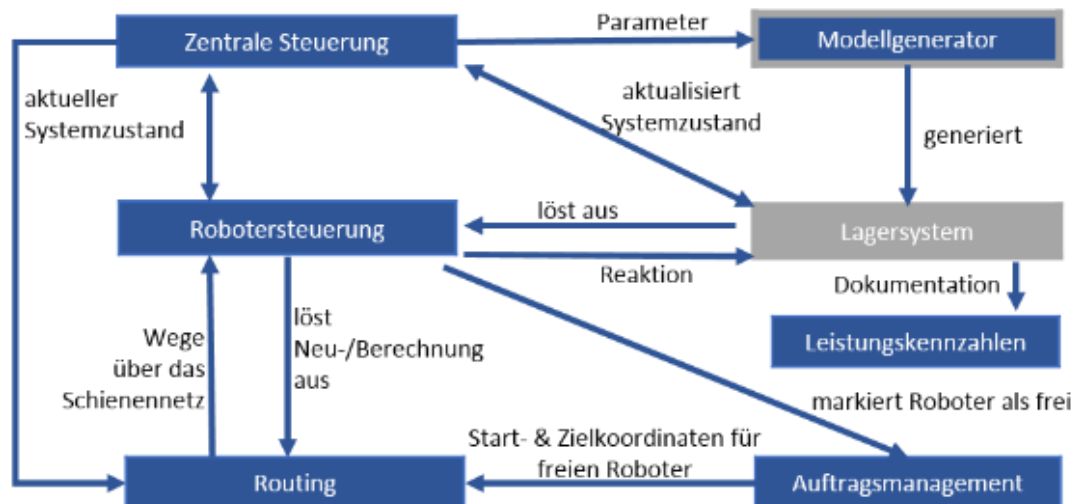 Zentrale Steuerung
Parameter
Modellgenerator
aktueller
Systemzustand
aktualisiert
Systemzustand
generiert
Robotersteuerung
löst aus
Lagersystem
Reaktion
Dokumentation
Leistungskennzahlen
Wege
über das
Schienennetz
löst
Neu-/Berechnung
aus
markiert Roboter als frei
Start- & Zielkoordinaten für
freien Roboter
Routing
Auftragsmanagement